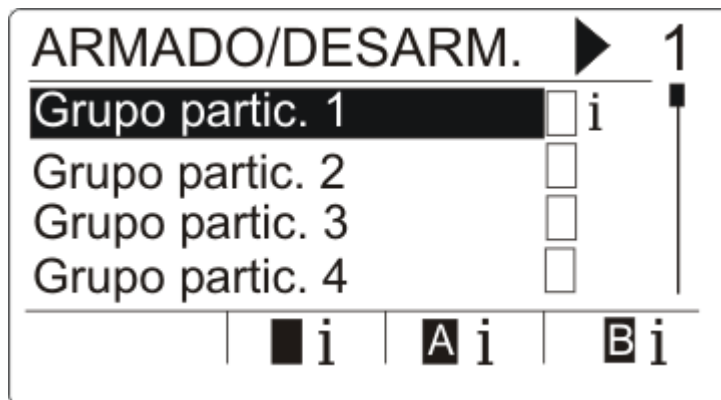 ARMADO/DESARM. ▶ 1
Grupo partic. 1 i
Grupo partic. 2
Grupo partic. 3
Grupo partic. 4
i A i B i